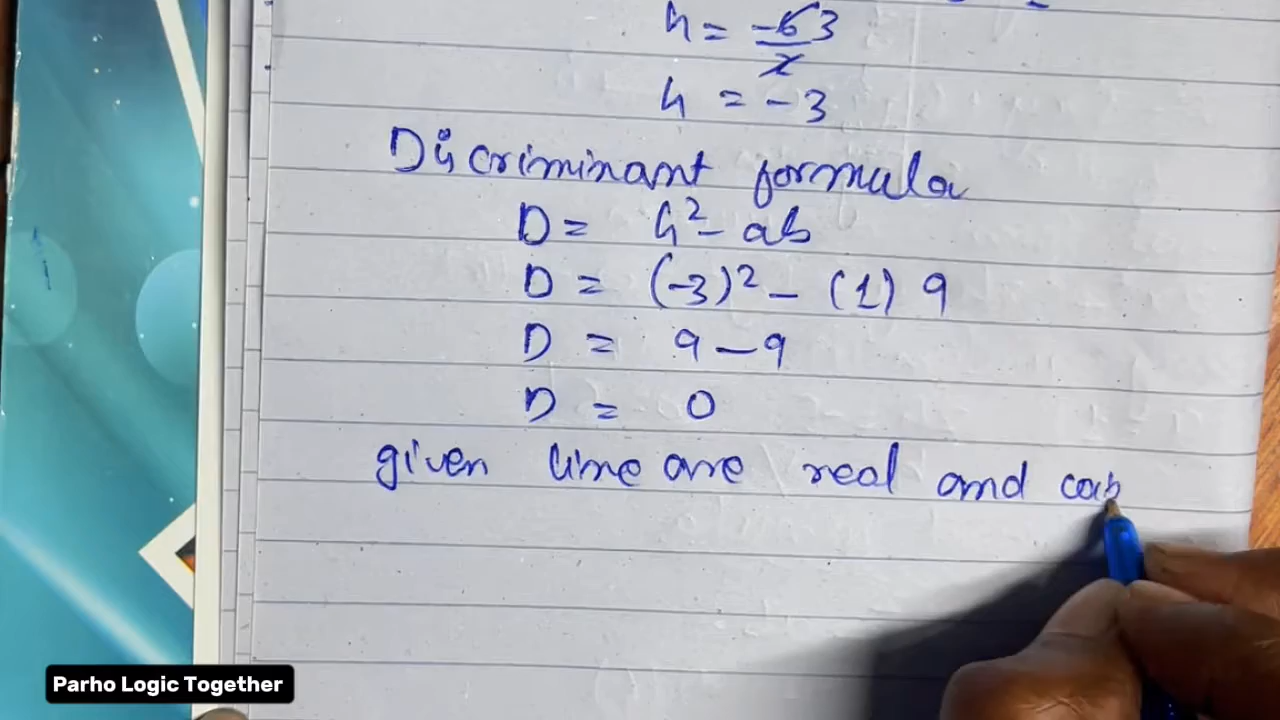 h = -6̸3/2̸
h = -3
Discriminant formula
D = h² - ab
D = (-3)² - (1) 9
D = 9 - 9
D = 0
given line are real and
Parho Logic Together